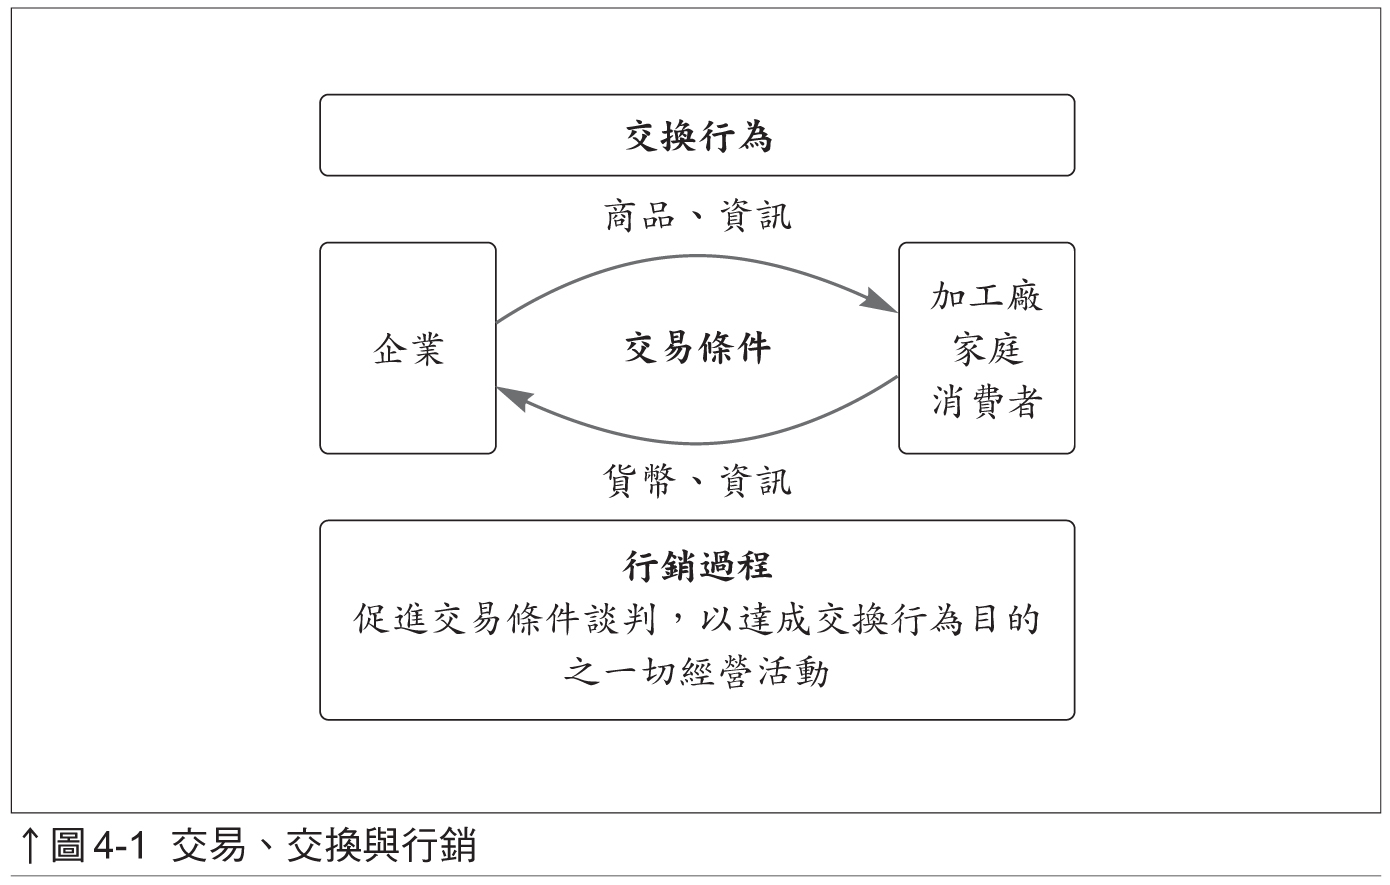 交換行為
商品、資訊
企業
交易條件
加工廠
家庭
消費者
貨幣、資訊
行銷過程
促進交易條件談判，以達成交換行為目的
之一切經營活動
↑圖4-1 交易、交換與行銷